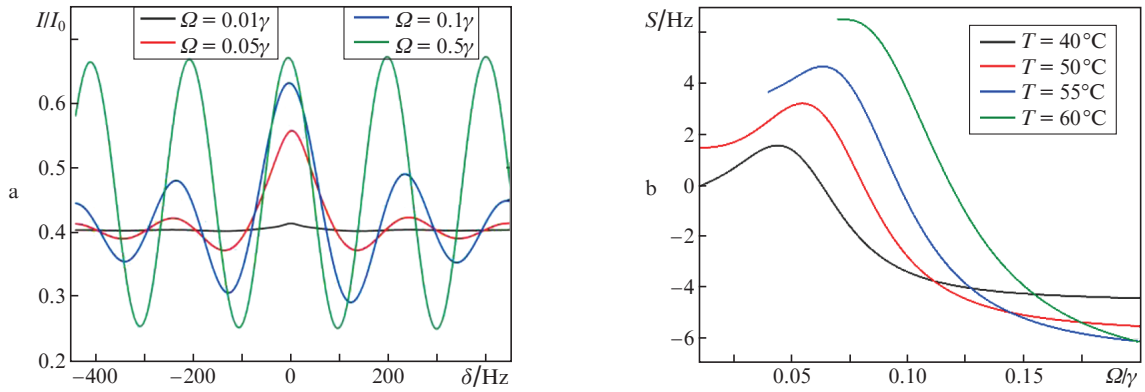 I/I0
Ω = 0.01γ
Ω = 0.05γ
Ω = 0.1γ
Ω = 0.5γ
0.6
0.5
0.4
0.3
0.2
−400
−200
0
200
δ/Hz
a
S/Hz
T = 40 °C
T = 50 °C
T = 55 °C
T = 60 °C
4
2
0
−2
−4
−6
0.05
0.10
0.15
Ω/γ
b